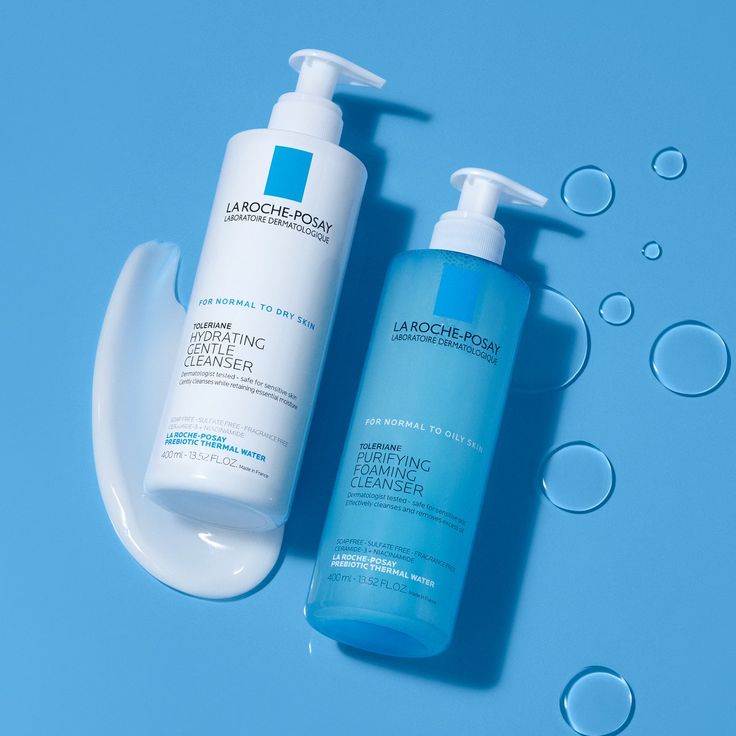 LA ROCHE-POSAY
LABORATOIRE DERMATOLOGIQUE
FOR NORMAL TO DRY SKIN
TOLERIANE
HYDRATING
GENTLE
CLEANSER
Dermatologist tested - safe for sensitive skin
Gently cleanses while retaining essential moisture
SOAP FREE - SULFATE FREE - FRAGRANCE FREE
CERAMIDE-3 + NIACINAMIDE
LA ROCHE-POSAY
PREBIOTIC THERMAL WATER
400 ml - 13.52 FL.OZ. Made in France
LA ROCHE-POSAY
LABORATOIRE DERMATOLOGIQUE
FOR NORMAL TO OILY SKIN
TOLERIANE
PURIFYING
FOAMING
CLEANSER
Dermatologist tested - safe for sensitive skin
Effectively cleanses and removes excess oil
SOAP FREE - SULFATE FREE - FRAGRANCE FREE
CERAMIDE-3 + NIACINAMIDE
LA ROCHE-POSAY
PREBIOTIC THERMAL WATER
400 ml - 13.52 FL.OZ. Made in France